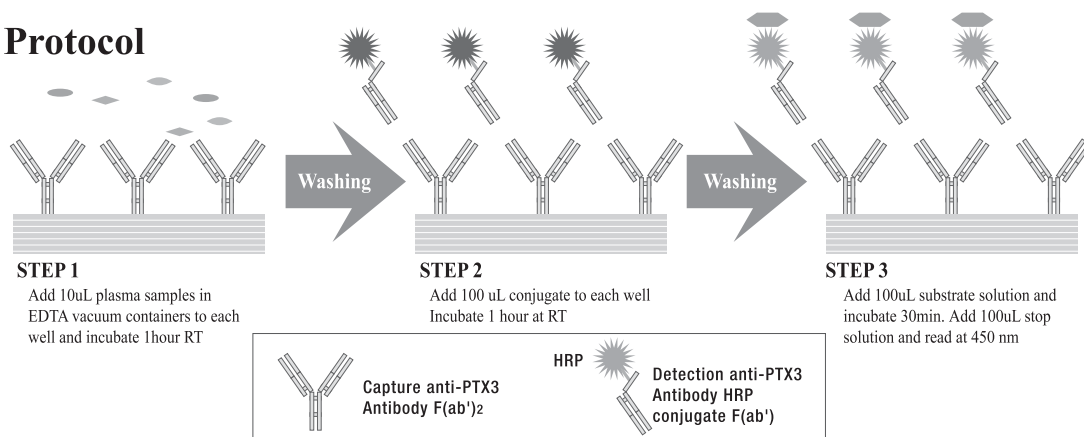 Protocol
Washing
Washing
STEP 1
Add 10uL plasma samples in
EDTA vacuum containers to each
well and incubate 1hour RT
STEP 2
Add 100 uL conjugate to each well
Incubate 1 hour at RT
STEP 3
Add 100uL substrate solution and
incubate 30min. Add 100uL stop
solution and read at 450 nm
Capture anti-PTX3
Antibody F(ab')2
HRP
Detection anti-PTX3
Antibody HRP
conjugate F(ab')